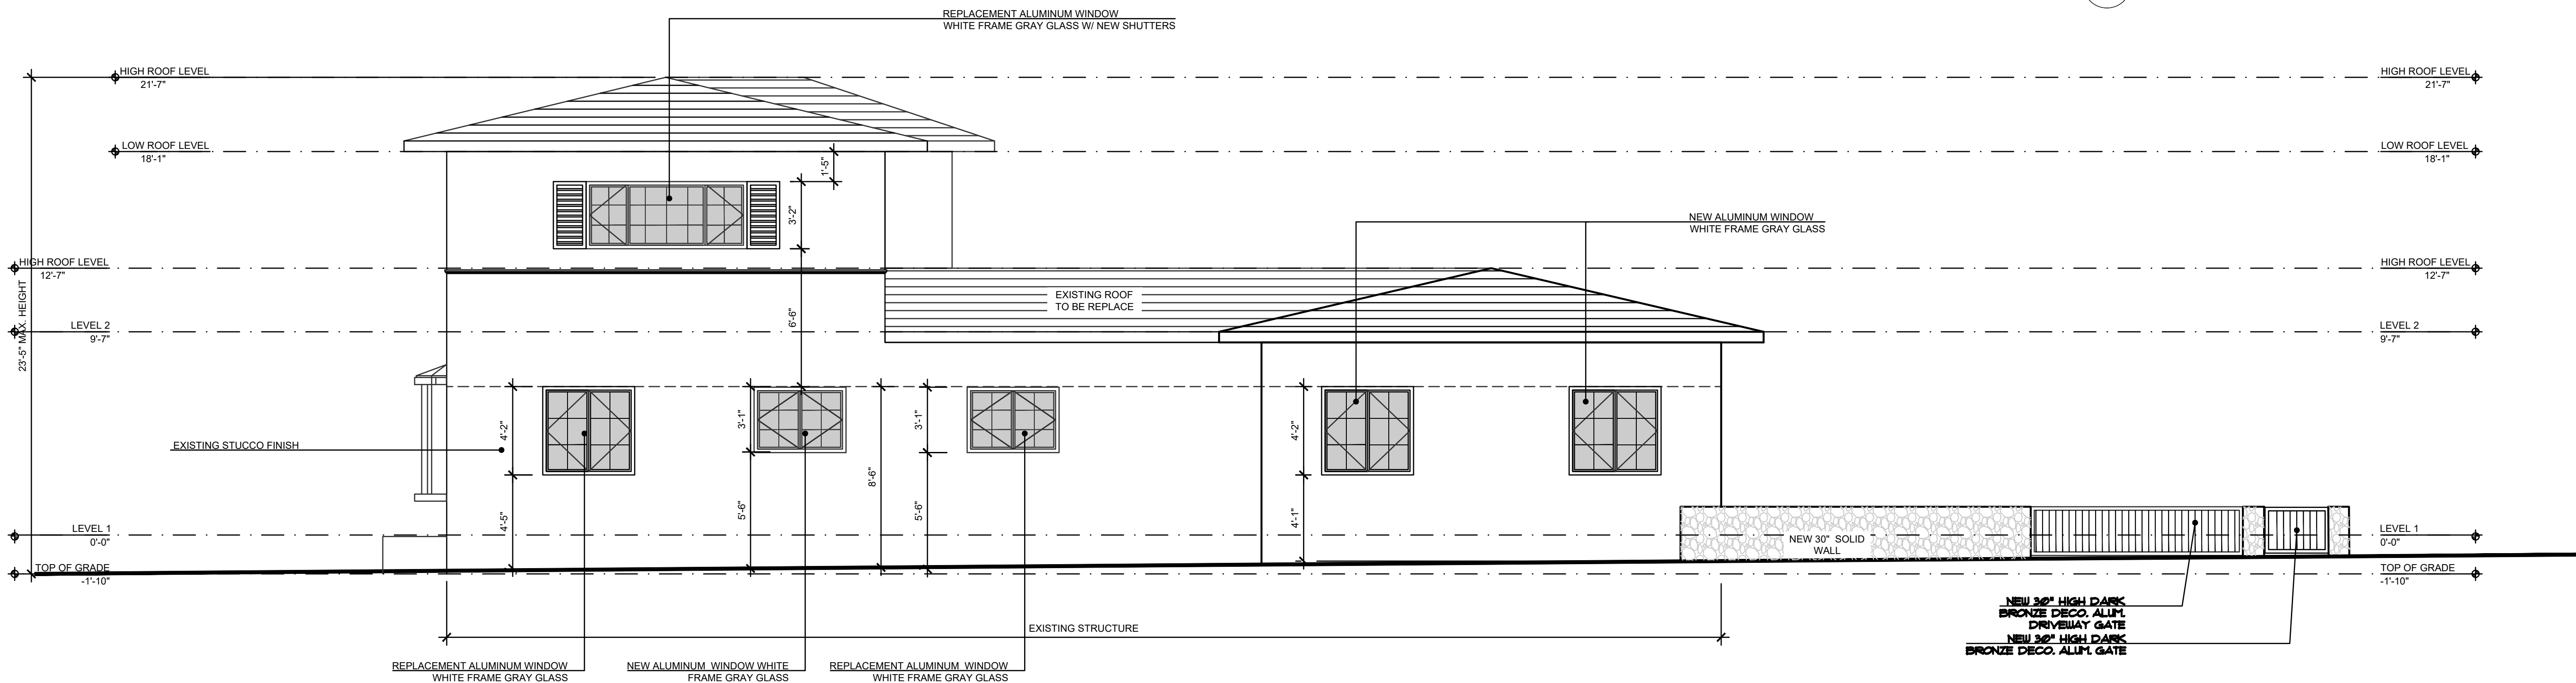 REPLACEMENT ALUMINUM WINDOW
WHITE FRAME GRAY GLASS W/ NEW SHUTTERS
HIGH ROOF LEVEL
21'-7"
HIGH ROOF LEVEL
21'-7"
LOW ROOF LEVEL
18'-1"
LOW ROOF LEVEL
18'-1"
1'-5"
3'-2"
NEW ALUMINUM WINDOW
WHITE FRAME GRAY GLASS
HIGH ROOF LEVEL
12'-7"
HIGH ROOF LEVEL
12'-7"
EXISTING ROOF
TO BE REPLACE
6'-6"
23'-5" MAX. HEIGHT
LEVEL 2
9'-7"
LEVEL 2
9'-7"
EXISTING STUCCO FINISH
4'-2"
3'-1"
3'-1"
4'-2"
8'-6"
4'-5"
5'-6"
5'-6"
4'-1"
LEVEL 1
0'-0"
NEW 30" SOLID
WALL
LEVEL 1
0'-0"
TOP OF GRADE
-1'-10"
TOP OF GRADE
-1'-10"
NEW 30" HIGH DARK
BRONZE DECO. ALUM.
DRIVEWAY GATE
NEW 30" HIGH DARK
BRONZE DECO. ALUM. GATE
EXISTING STRUCTURE
REPLACEMENT ALUMINUM WINDOW
WHITE FRAME GRAY GLASS
NEW ALUMINUM WINDOW WHITE
FRAME GRAY GLASS
REPLACEMENT ALUMINUM WINDOW
WHITE FRAME GRAY GLASS